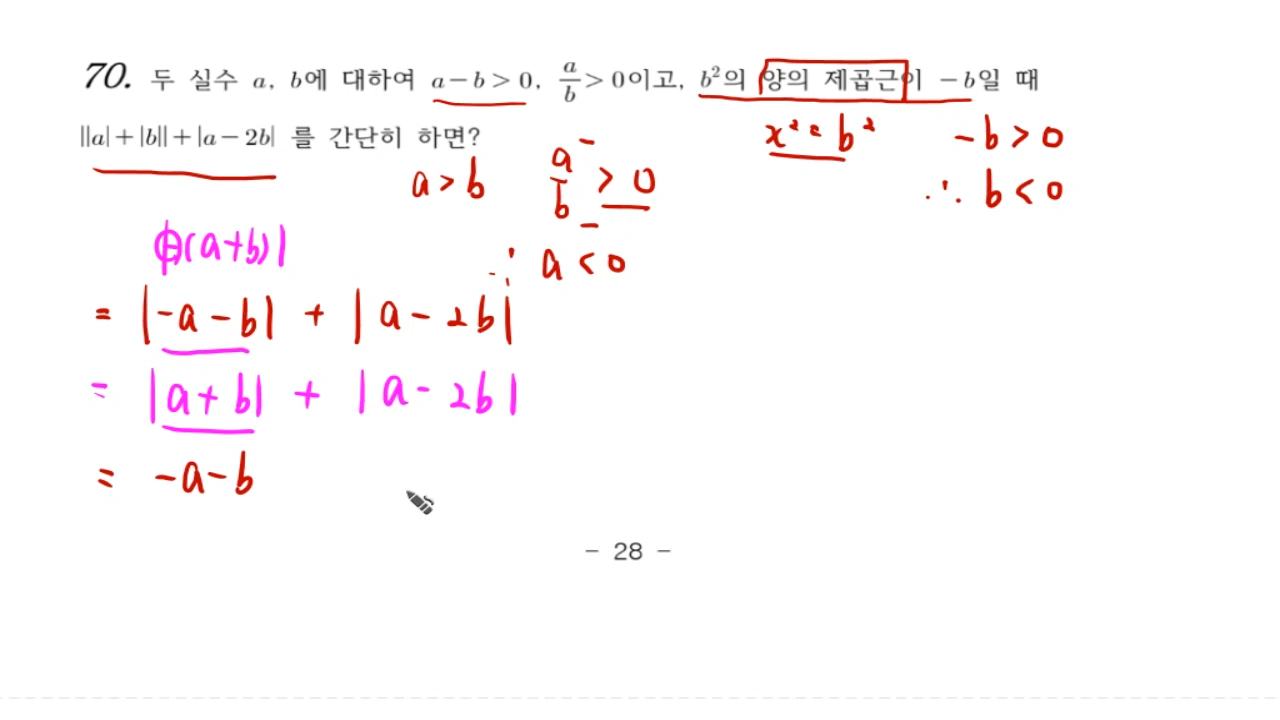 70. 두 실수 a, b에 대하여 a-b>0, a/b>0이고, b²의 양의 제곱근이 -b일 때
||a|+|b||+|a-2b| 를 간단히 하면?
x² = b²
-b > 0
a > b
a/b > 0
- -
∴ b < 0
|-(a+b)|
∴ a < 0
= |-a-b| + |a-2b|
= |a+b| + |a-2b|
= -a-b
- 28 -